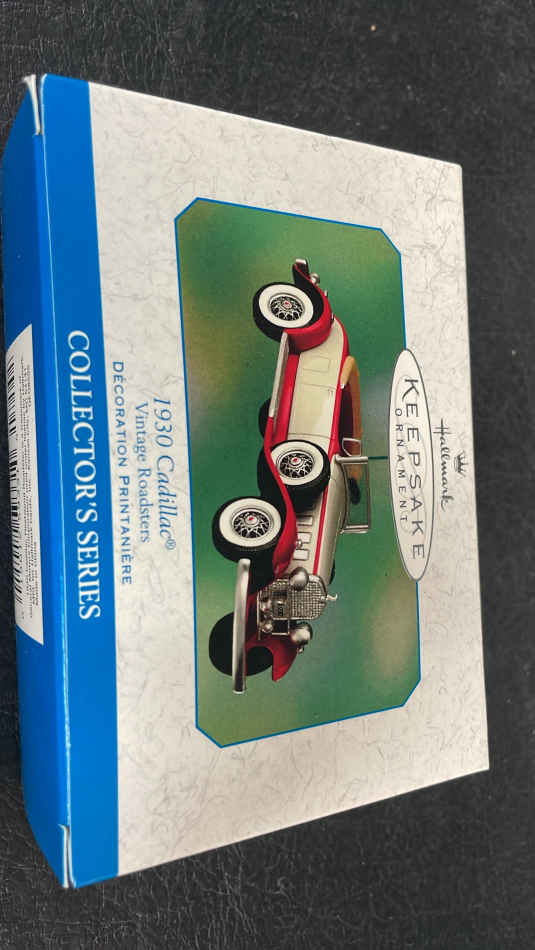 Hallmark
KEEPSAKE
ORNAMENT
1930 Cadillac®
Vintage Roadsters
DÉCORATION PRINTANIÈRE
COLLECTOR'S SERIES